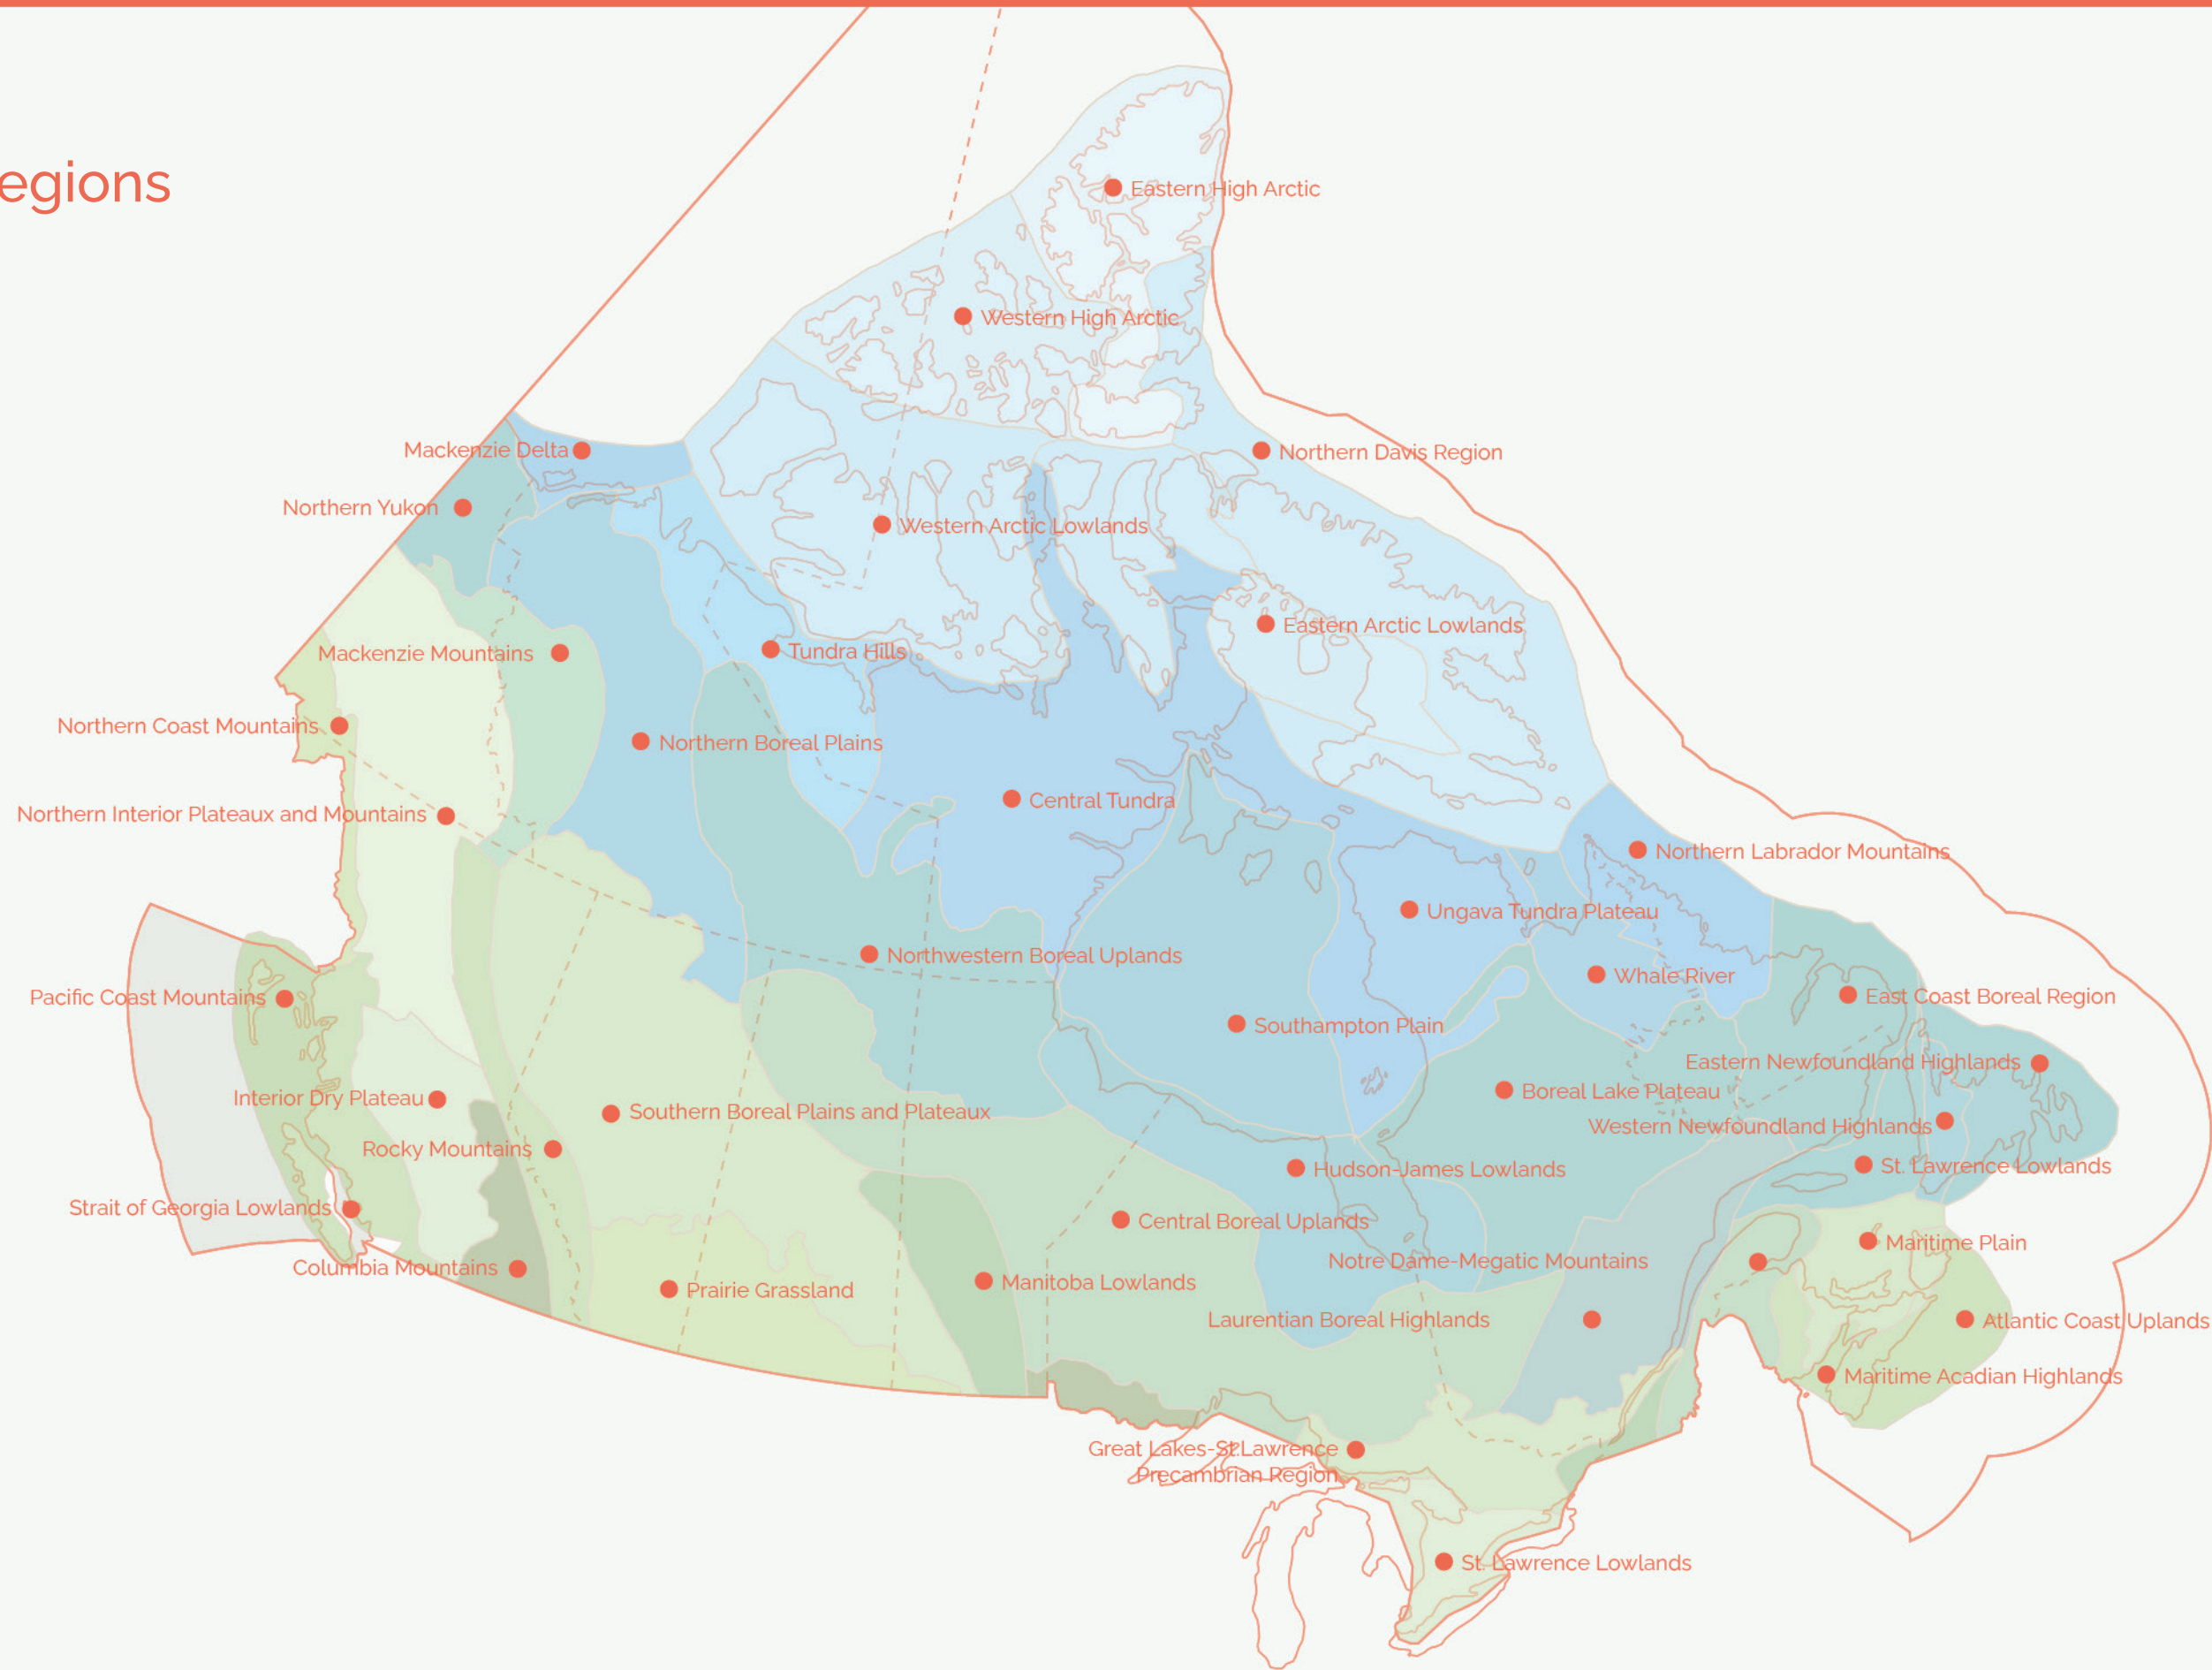 egions
Eastern High Arctic
Western High Arctic
Mackenzie Delta
Northern Davis Region
Northern Yukon
Western Arctic Lowlands
Eastern Arctic Lowlands
Mackenzie Mountains
Tundra Hills
Northern Coast Mountains
Northern Boreal Plains
Central Tundra
Northern Interior Plateaux and Mountains
Northern Labrador Mountains
Ungava Tundra Plateau
Northwestern Boreal Uplands
Whale River
Pacific Coast Mountains
East Coast Boreal Region
Southampton Plain
Eastern Newfoundland Highlands
Boreal Lake Plateau
Interior Dry Plateau
Southern Boreal Plains and Plateaux
Western Newfoundland Highlands
Rocky Mountains
Hudson-James Lowlands
St. Lawrence Lowlands
Strait of Georgia Lowlands
Central Boreal Uplands
Maritime Plain
Notre Dame-Megatic Mountains
Columbia Mountains
Manitoba Lowlands
Prairie Grassland
Laurentian Boreal Highlands
Atlantic Coast Uplands
Maritime Acadian Highlands
Great Lakes-St.Lawrence
Precambrian Region
St. Lawrence Lowlands